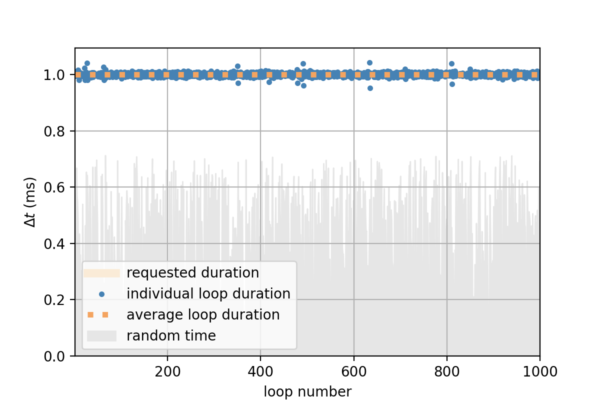 1.0
0.8
0.6
0.4
0.2
0.0
Δt (ms)
requested duration
individual loop duration
average loop duration
random time
200 400 600 800 1000
loop number